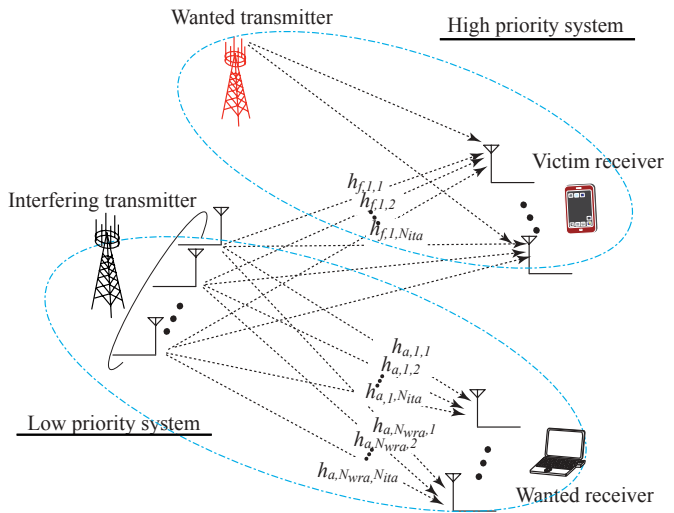 Wanted transmitter
High priority system
Victim receiver
Interfering transmitter
h_{f,1,1}
h_{f,1,2}
h_{f,1,N_{ita}}
h_{a,1,1}
h_{a,1,2}
h_{a,1,N_{ita}}
Low priority system
h_{a,N_{wra},1}
h_{a,N_{wra},2}
h_{a,N_{wra},N_{ita}}
Wanted receiver